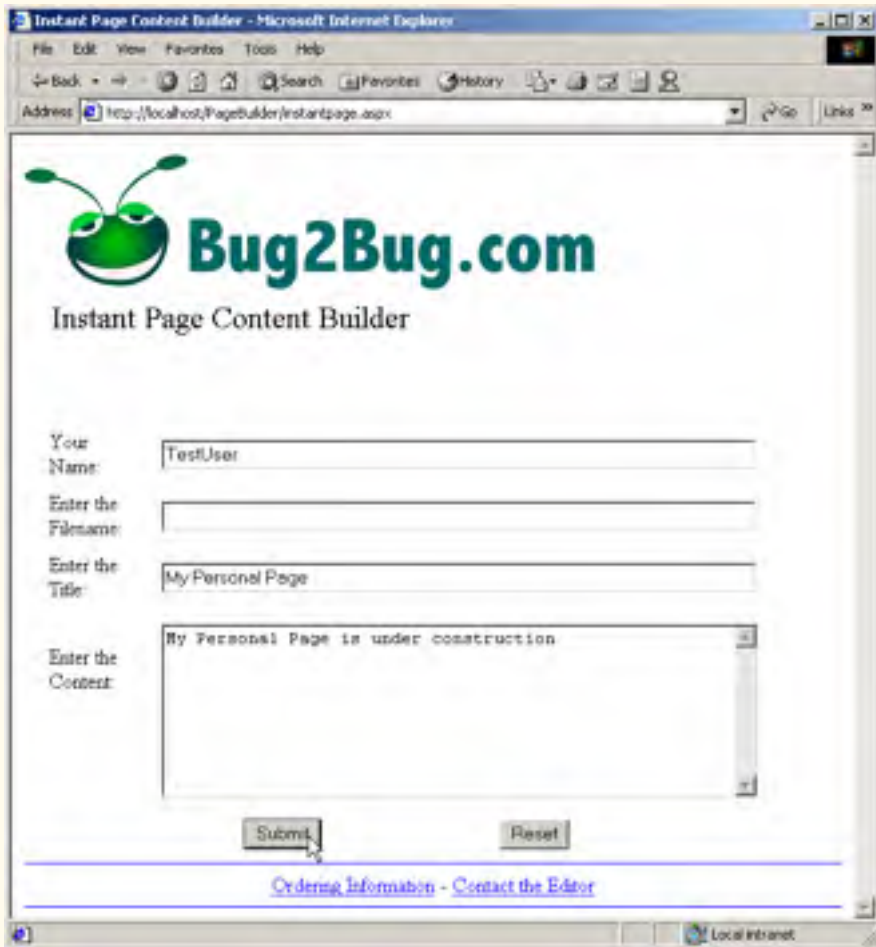 Instant Page Content Builder - Microsoft Internet Explorer
File Edit View Favorites Tools Help
Back Search Favorites History
Address http://localhost/PageBuilder/instantpage.aspx Go Links »
Bug2Bug.com
Instant Page Content Builder
Your
Name:
TestUser
Enter the
Filename:
Enter the
Title:
My Personal Page
Enter the
Content:
My Personal Page is under construction
Submit Reset
Ordering Information - Contact the Editor
Local intranet